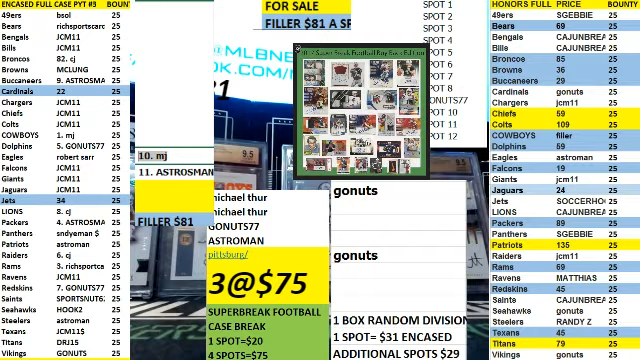 ENCASED FULL CASE PYT #3 BOUNT
49ers bsol 25
Bears richsportscar 25
Bengals JCM11 25
Bills JCM11 25
Broncos 82. cj 25
Browns MCLUNG 25
Buccaneers 9. ASTROSMA 25
Cardinals 22 25
Chargers JCM11 25
Chiefs JCM11 25
Colts JCM11 25
COWBOYS 1. mj 25
Dolphins 5. GONUTS77 25
Eagles robert sarr 25
Falcons JCM11 25
Giants JCM11 25
Jaguars JCM11 25
Jets 34 25
LIONS 8. cj 25
Packers 4. ASTROSMA 25
Panthers sndyeman $ 25
Patriots astroman 25
Raiders 6. cj 25
Rams 3. richsportca 25
Ravens JCM11 25
Redskins 7. GONUTS77 25
Saints SPORTSNUT6 25
Seahawks HOOK2 25
Steelers astroman 25
Texans JCM11$ 25
Titans DRJ15 25
Vikings GONUTS 25
10. mj
11. ASTROSMAN
FILLER $81
FOR SALE
FILLER $81 A SF
michael thur
michael thur
GONUTS77
ASTROMAN
pittsburg/
3@$75
SUPERBREAK FOOTBALL
CASE BREAK
1 SPOT=$20
4 SPOTS=$75
SPOT 1
SPOT 2
SPOT 3
SPOT 4
SPOT 5
SPOT 6
SPOT 7
SPOT 8
GONUTS77
SPOT 10
SPOT 11
SPOT 12
gonuts
gonuts
1 BOX RANDOM DIVISION
1 SPOT= $31 ENCASED
ADDITIONAL SPOTS $29
HONORS FULL PRICE BOUNTY
49ers SGEBBIE 25
Bears 69 25
Bengals CAJUNBREA 25
Bills CAJUNBREA 25
Broncos 85 25
Browns 36 25
Buccaneers 29 25
Cardinals gonuts 25
Chargers jcm11 25
Chiefs 59 25
Colts 109 25
COWBOYS filler 25
Dolphins 59 25
Eagles astroman 25
Falcons 19 25
Giants jcm11 25
Jaguars 24 25
Jets SOCCERHO 25
LIONS CAJUNBREA 25
Packers 89 25
Panthers SGEBBIE 25
Patriots 135 25
Raiders jcm11 25
Rams 69 25
Ravens MATTHIAS 25
Redskins 45 25
Saints CAJUNBREA 25
Seahawks gonuts 25
Steelers RANDY Z 25
Texans 45 25
Titans 79 25
Vikings gonuts 25